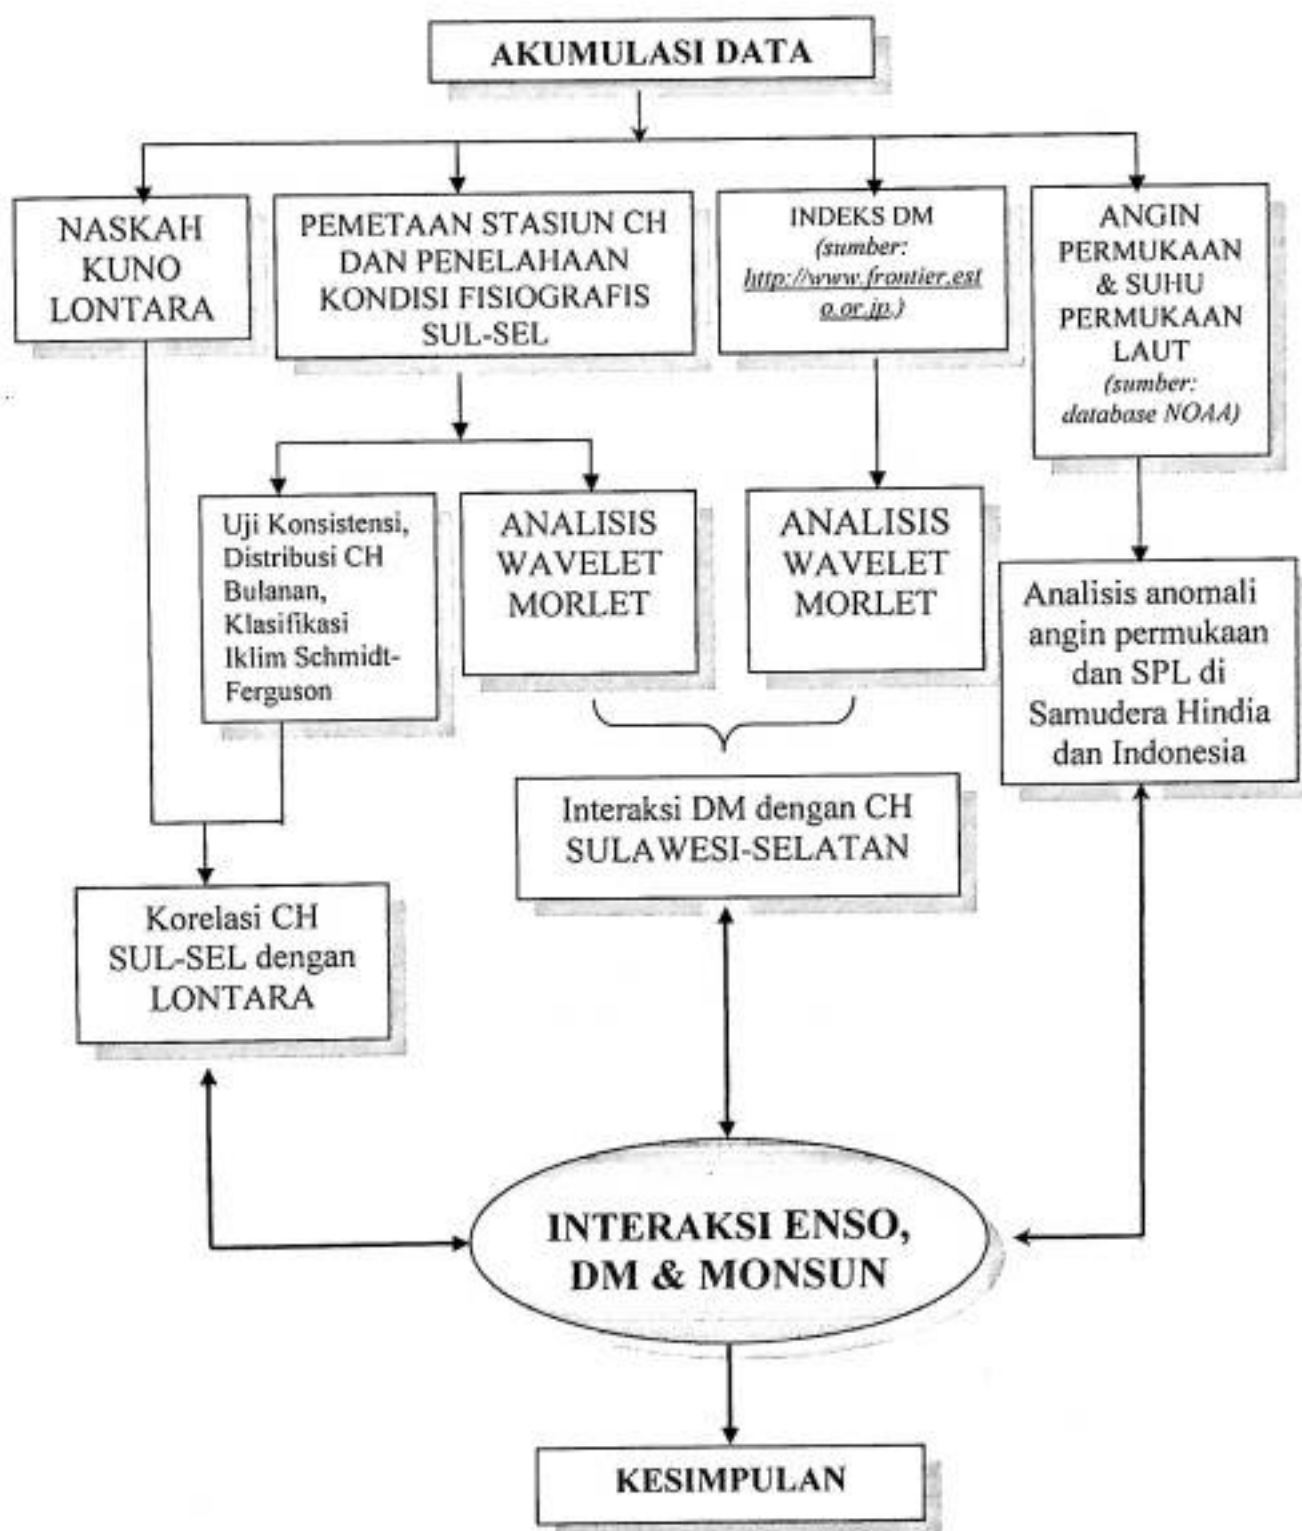 AKUMULASI DATA
NASKAH
KUNO
LONTARA
PEMETAAN STASIUN CH
DAN PENELAHAAN
KONDISI FISIOGRAFIS
SUL-SEL
INDEKS DM
(sumber:
http://www.frontier.est
o.or.jp.)
ANGIN
PERMUKAAN
& SUHU
PERMUKAAN
LAUT
(sumber:
database NOAA)
Uji Konsistensi,
Distribusi CH
Bulanan,
Klasifikasi
Iklim Schmidt-
Ferguson
ANALISIS
WAVELET
MORLET
ANALISIS
WAVELET
MORLET
Analisis anomali
angin permukaan
dan SPL di
Samudera Hindia
dan Indonesia
Interaksi DM dengan CH
SULAWESI-SELATAN
Korelasi CH
SUL-SEL dengan
LONTARA
INTERAKSI ENSO,
DM & MONSUN
KESIMPULAN